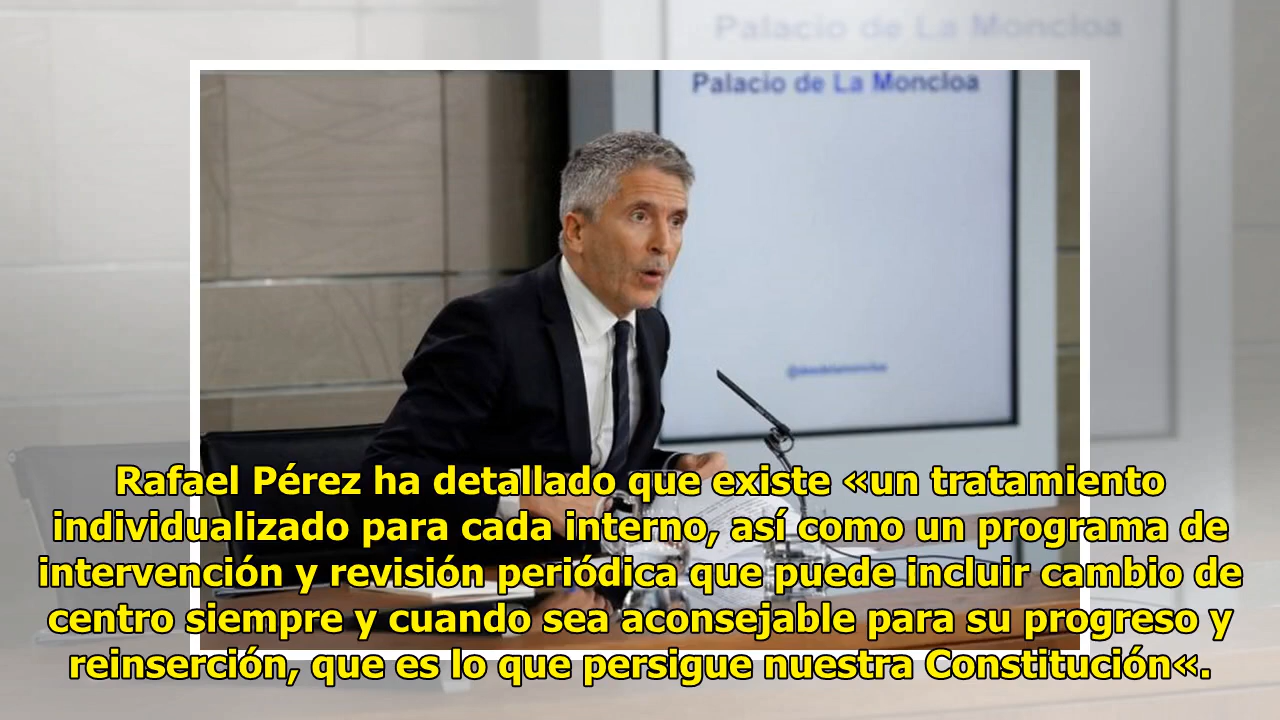 Palacio de La Moncloa
Palacio de La Moncloa
@desdelamoncloa
Rafael Pérez ha detallado que existe «un tratamiento
individualizado para cada interno, así como un programa de
intervención y revisión periódica que puede incluir cambio de
centro siempre y cuando sea aconsejable para su progreso y
reinserción, que es lo que persigue nuestra Constitución«.